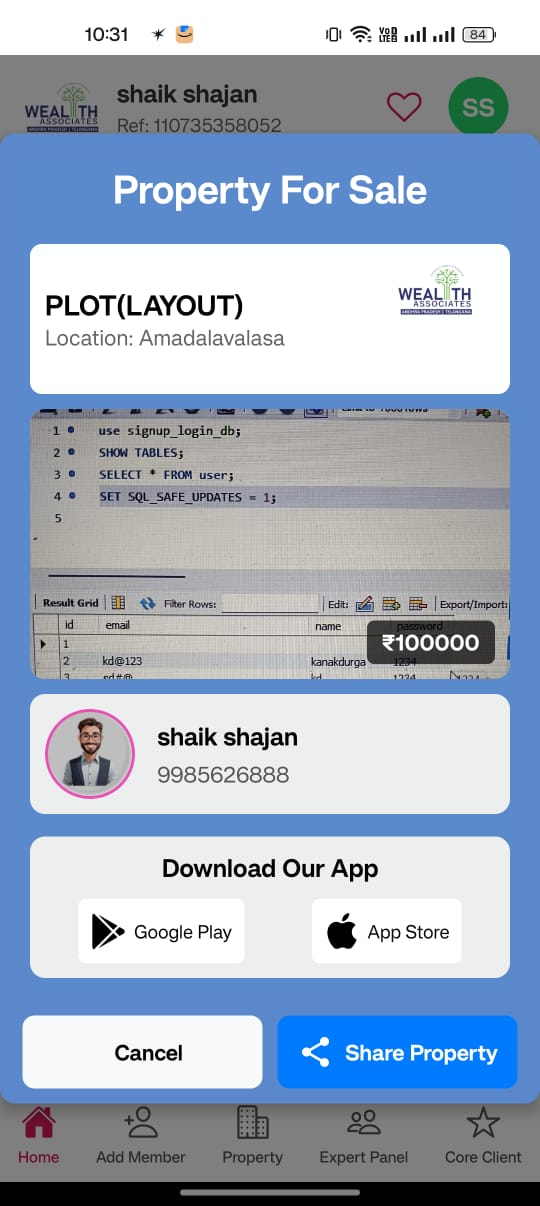 10:31
VoD LTEB
84
WEALTH
ASSOCIATES
ANDHRA PRADESH | TELANGANA
shaik shajan
Ref: 110735358052
SS
Property For Sale
PLOT(LAYOUT)
Location: Amadalavalasa
WEALTH
ASSOCIATES
ANDHRA PRADESH | TELANGANA
1 use signup_login_db;
2 SHOW TABLES;
3 SELECT * FROM user;
4 SET SQL_SAFE_UPDATES = 1;
5
Result Grid Filter Rows: Edit: Export/Import:
id email name password
1
2 kd@123 kanakdurga 1234
3 sd#@ kd 1234
₹100000
shaik shajan
9985626888
Download Our App
Google Play
App Store
Cancel
Share Property
Home
Add Member
Property
Expert Panel
Core Client